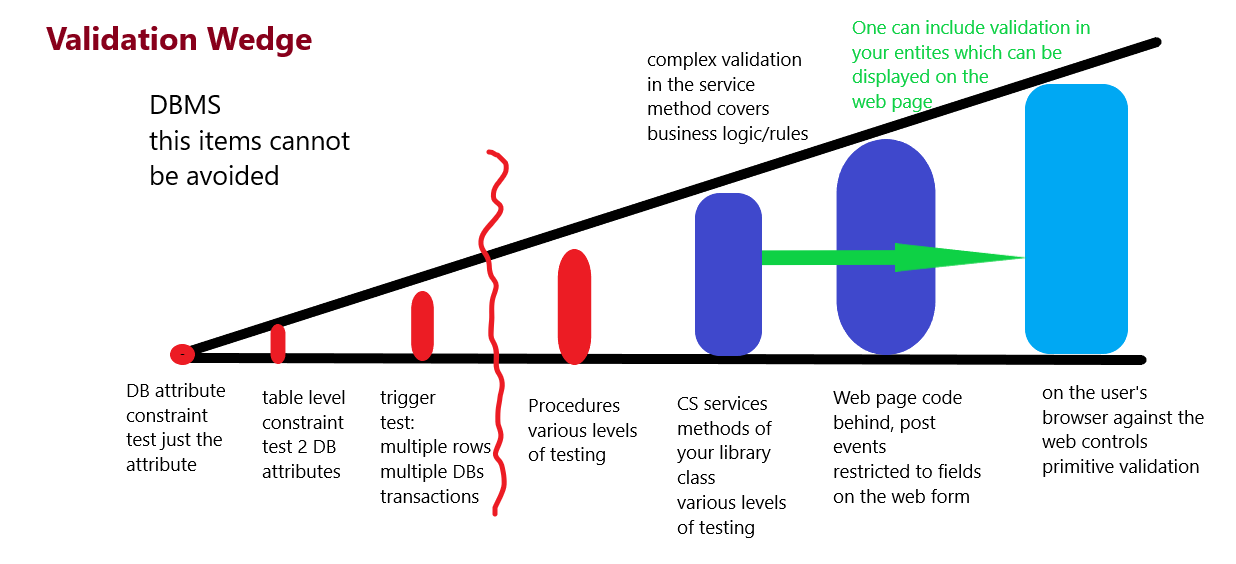 Validation Wedge
DBMS
this items cannot
be avoided
complex validation
in the service
method covers
business logic/rules
One can include validation in
your entites which can be
displayed on the
web page
DB attribute
constraint
test just the
attribute
table level
constraint
test 2 DB
attributes
trigger
test:
multiple rows
multiple DBs
transactions
Procedures
various levels
of testing
CS services
methods of
your library
class
various levels
of testing
Web page code
behind, post
events
restricted to fields
on the web form
on the user's
browser against the
web controls
primitive validation